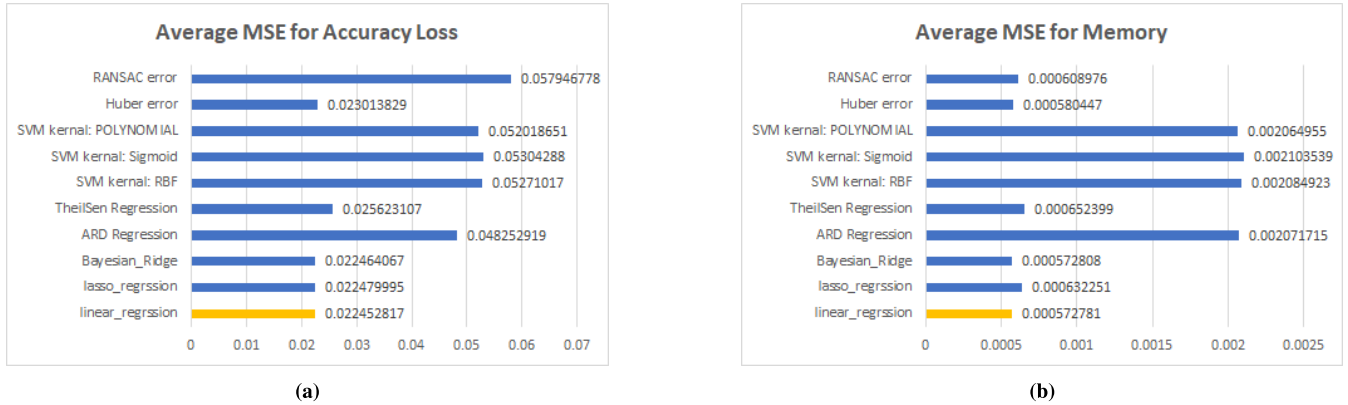 Average MSE for Accuracy Loss
RANSAC error 0.057946778
Huber error 0.023013829
SVM kernal: POLYNOMIAL 0.052018651
SVM kernal: Sigmoid 0.05304288
SVM kernal: RBF 0.05271017
TheilSen Regression 0.025623107
ARD Regression 0.048252919
Bayesian_Ridge 0.022464067
lasso_regrssion 0.022479995
linear_regrssion 0.022452817
0 0.01 0.02 0.03 0.04 0.05 0.06 0.07
(a)
Average MSE for Memory
RANSAC error 0.000608976
Huber error 0.000580447
SVM kernal: POLYNOMIAL 0.002064955
SVM kernal: Sigmoid 0.002103539
SVM kernal: RBF 0.002084923
TheilSen Regression 0.000652399
ARD Regression 0.002071715
Bayesian_Ridge 0.000572808
lasso_regrssion 0.000632251
linear_regrssion 0.000572781
0 0.0005 0.001 0.0015 0.002 0.0025
(b)